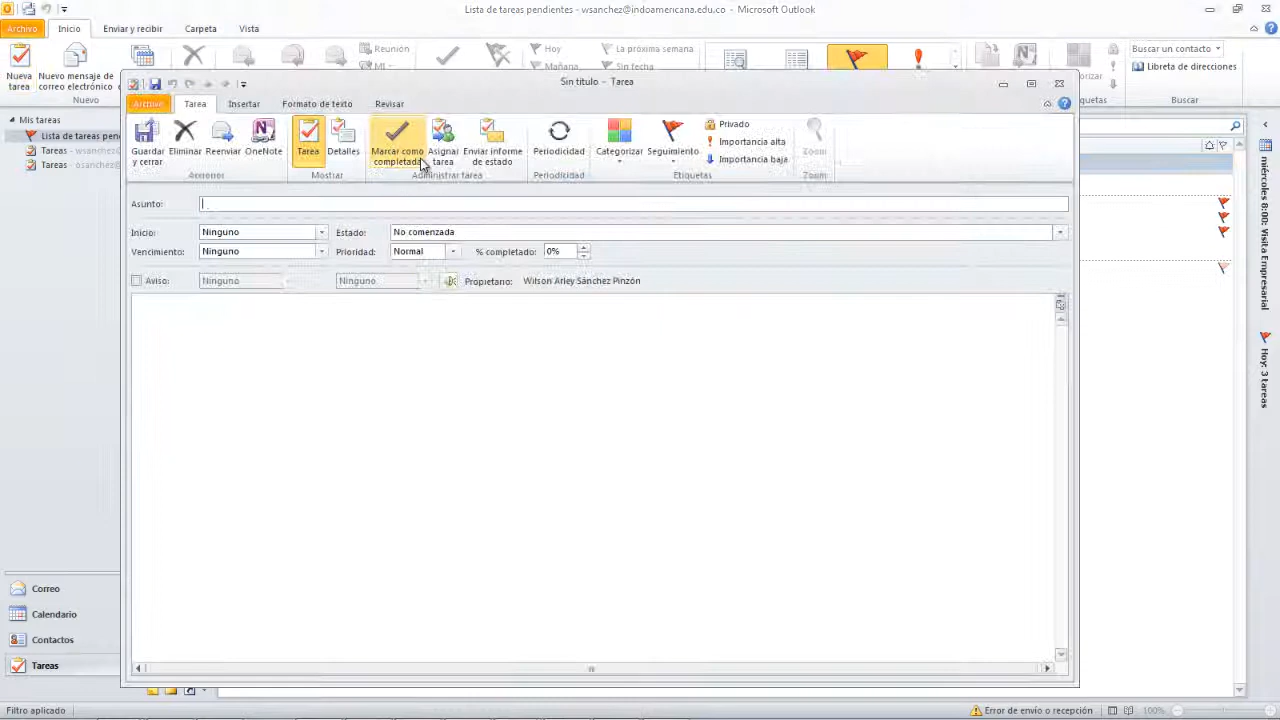 Lista de tareas pendientes - wsanchez@indoamericana.edu.co - Microsoft Outlook
Archivo Inicio Enviar y recibir Carpeta Vista
Nueva tarea
Nuevo mensaje de correo electrónico
Nuevo
Reunión
Hoy
La próxima semana
Mañana
Sin fecha
Buscar un contacto
Libreta de direcciones
Buscar
Sin título - Tarea
Archivo Tarea Insertar Formato de texto Revisar
Guardar y cerrar
Eliminar
Reenviar
OneNote
Acciones
Tarea
Detalles
Mostrar
Marcar como completada
Asignar tarea
Enviar informe de estado
Administrar tarea
Periodicidad
Periodicidad
Categorizar
Seguimiento
Privado
Importancia alta
Importancia baja
Etiquetas
Zoom
Zoom
Mis tareas
Lista de tareas pen
Tareas - wsanchez@
Tareas - osanchez@
Asunto:
Inicio: Ninguno Estado: No comenzada
Vencimiento: Ninguno Prioridad: Normal % completado: 0%
Aviso: Ninguno Ninguno Propietario: Wilson Arley Sánchez Pinzón
miércoles 8:00: Visita Empresarial
Hoy: 3 tareas
Correo
Calendario
Contactos
Tareas
Filtro aplicado
Error de envío o recepción
100%